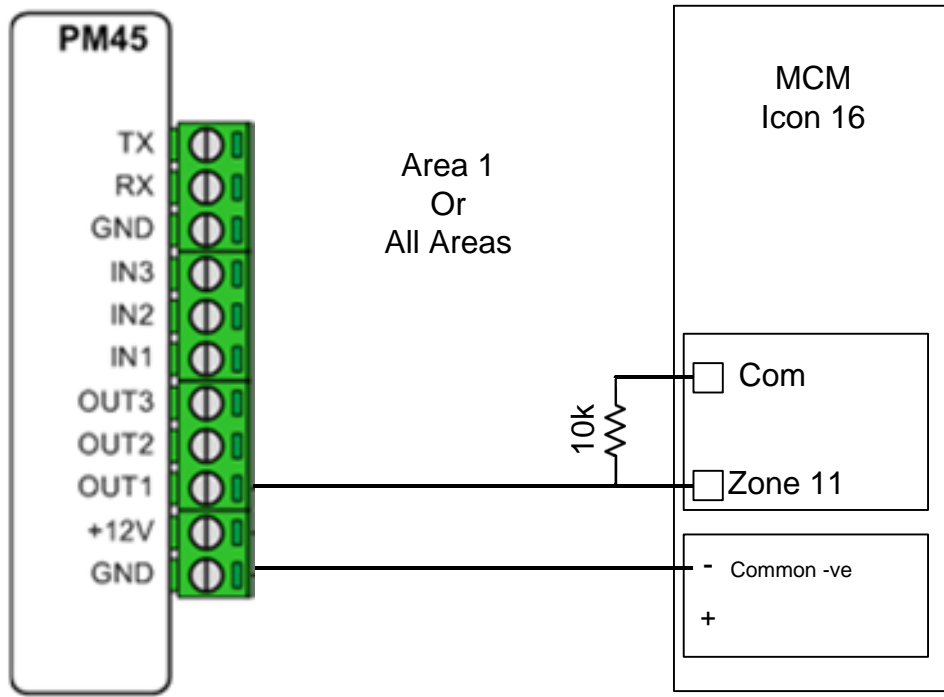 PM45
TX
RX
GND
IN3
IN2
IN1
OUT3
OUT2
OUT1
+12V
GND
Area 1
Or
All Areas
10k
MCM
Icon 16
Com
Zone 11
- Common -ve
+